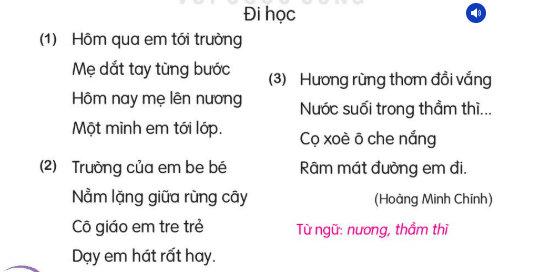 Đi học
(1) Hôm qua em tới trường
Mẹ dắt tay từng bước
Hôm nay mẹ lên nương
Một mình em tới lớp.
(2) Trường của em be bé
Nằm lặng giữa rừng cây
Cô giáo em tre trẻ
Dạy em hát rất hay.
(3) Hương rừng thơm đồi vắng
Nước suối trong thầm thì...
Cọ xoè ô che nắng
Râm mát đường em đi.
(Hoàng Minh Chính)
Từ ngữ: nương, thầm thì